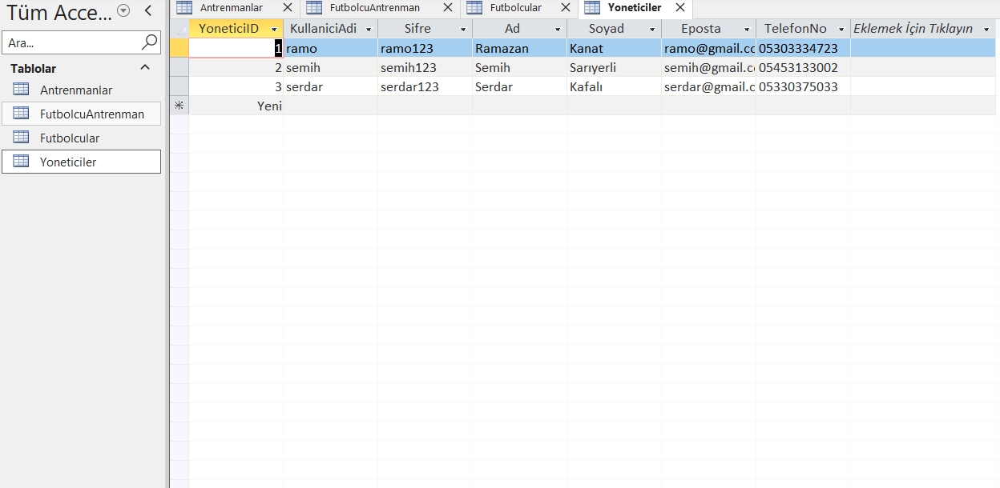 Tüm Acce...
Ara...
Tablolar
Antrenmanlar
FutbolcuAntrenman
Futbolcular
Yoneticiler
Antrenmanlar FutbolcuAntrenman Futbolcular Yoneticiler
YoneticiID KullaniciAdi Sifre Ad Soyad Eposta TelefonNo Eklemek İçin Tıklayın
1 ramo ramo123 Ramazan Kanat ramo@gmail.cc 05303334723
2 semih semih123 Semih Sarıyerli semih@gmail.c 05453133002
3 serdar serdar123 Serdar Kafalı serdar@gmail. 05330375033
Yeni